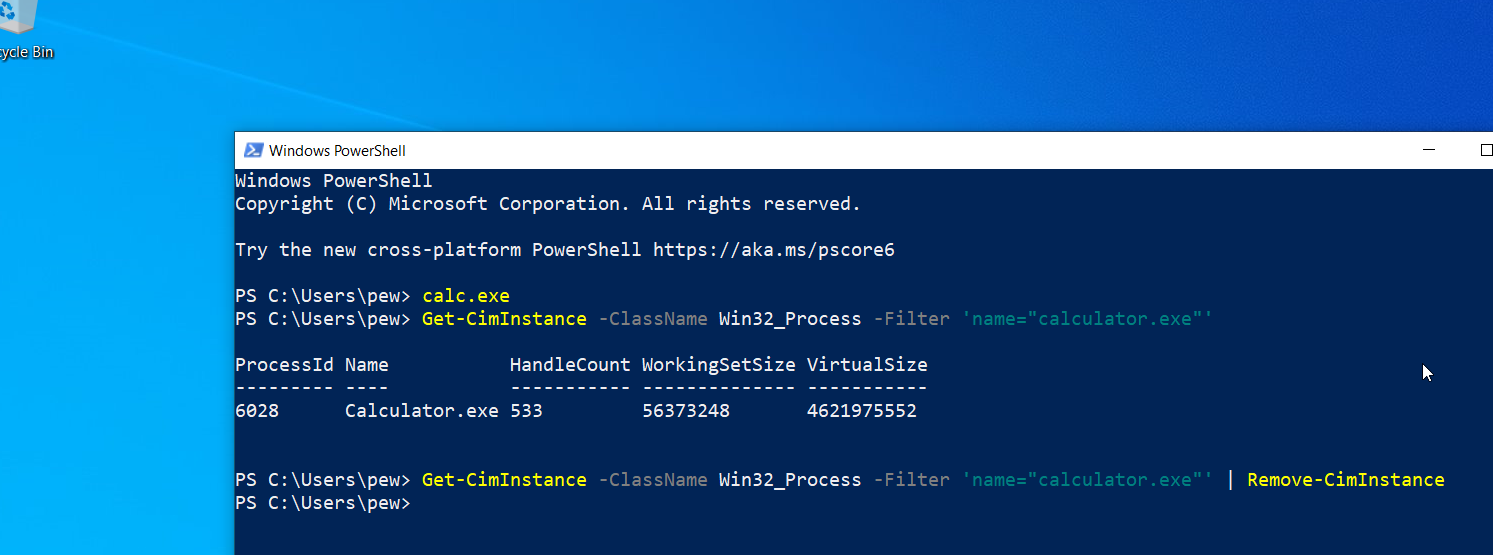 cycle Bin
Windows PowerShell
Windows PowerShell
Copyright (C) Microsoft Corporation. All rights reserved.
Try the new cross-platform PowerShell https://aka.ms/pscore6
PS C:\Users\pew> calc.exe
PS C:\Users\pew> Get-CimInstance -ClassName Win32_Process -Filter 'name="calculator.exe"'
ProcessId Name           HandleCount WorkingSetSize VirtualSize
--------- ----           ----------- -------------- -----------
6028      Calculator.exe 533         56373248       4621975552
PS C:\Users\pew> Get-CimInstance -ClassName Win32_Process -Filter 'name="calculator.exe"' | Remove-CimInstance
PS C:\Users\pew>